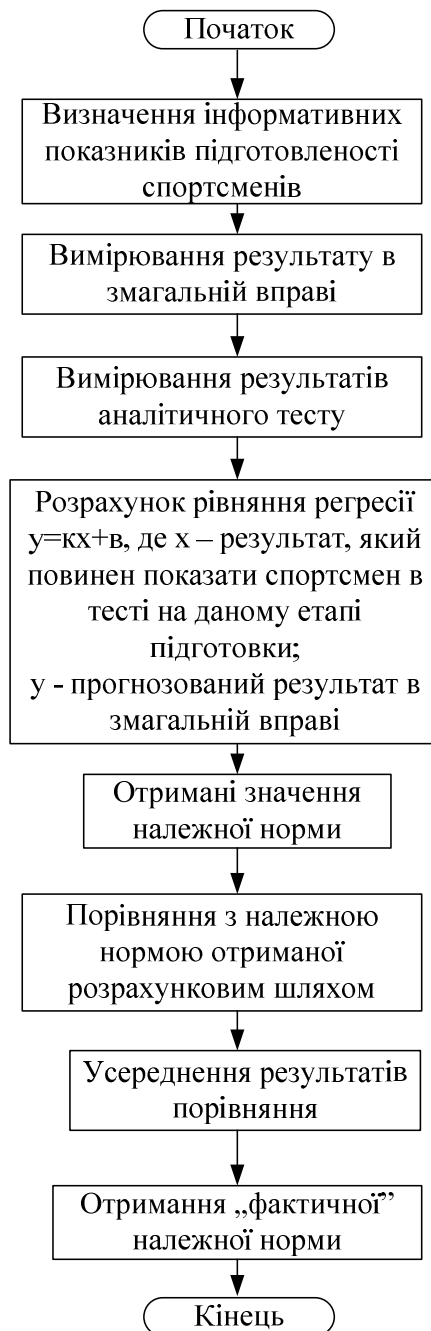 Початок
Визначення інформативних
показників підготовленості
спортсменів
Вимірювання результату в
змагальній вправі
Вимірювання результатів
аналітичного тесту
Розрахунок рівняння регресії
у=кх+в, де х – результат, який
повинен показати спортсмен в
тесті на даному етапі
підготовки;
у - прогнозований результат в
змагальній вправі
Отримані значення
належної норми
Порівняння з належною
нормою отриманої
розрахунковим шляхом
Усереднення результатів
порівняння
Отримання „фактичної”
належної норми
Кінець